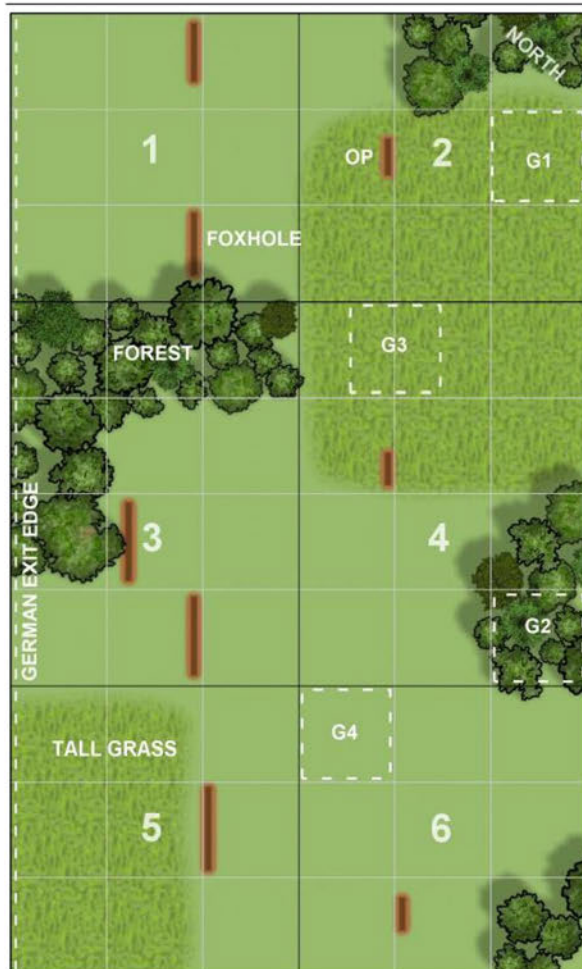 NORTH
1
OP
2
G1
FOXHOLE
FOREST
G3
GERMAN EXIT EDGE
3
4
G2
G4
TALL GRASS
5
6